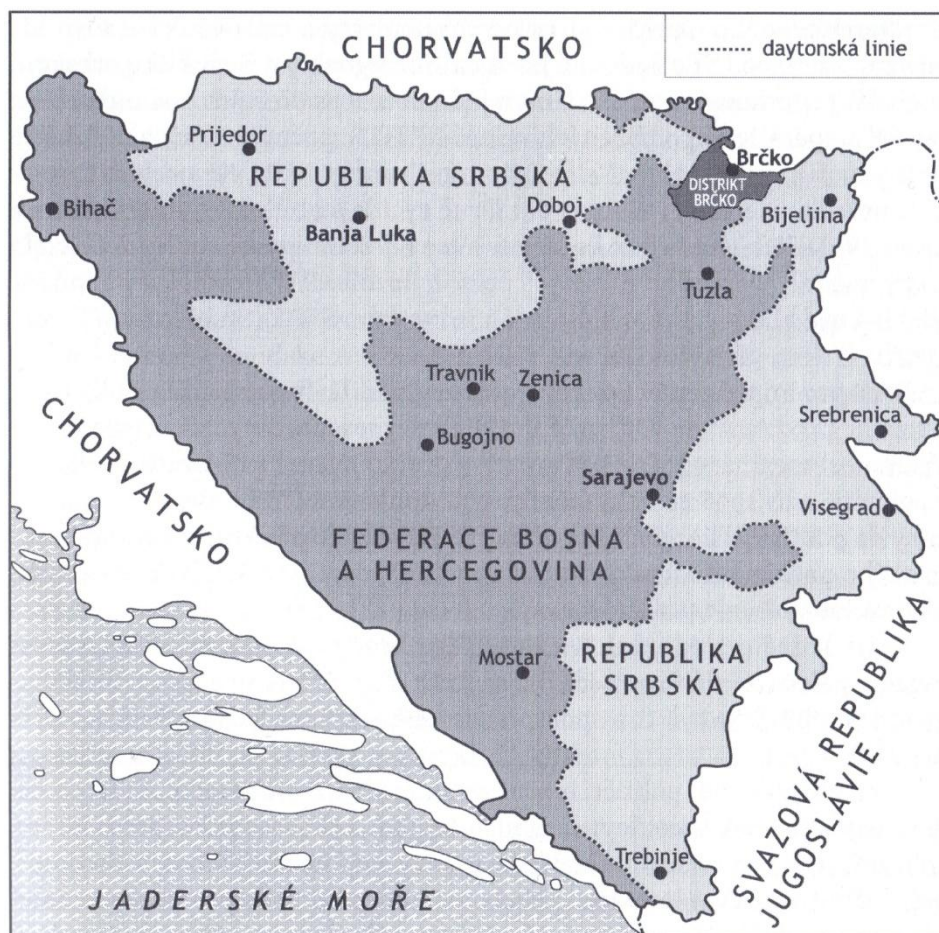 CHORVATSKO
daytonská linie
Prijedor
Brčko
REPUBLIKA SRBSKÁ
DISTRIKT
BRČKO
Bihač
Doboj
Bijeljina
Banja Luka
Tuzla
Travnik
Zenica
Srebrenica
Bugojno
CHORVATSKO
Sarajevo
Visegrad
FEDERACE BOSNA
A HERCEGOVINA
Mostar
REPUBLIKA
SRBSKÁ
SVAZOVÁ REPUBLIKA
JUGOSLÁVIE
Trebinje
JADERSKÉ MOŘE